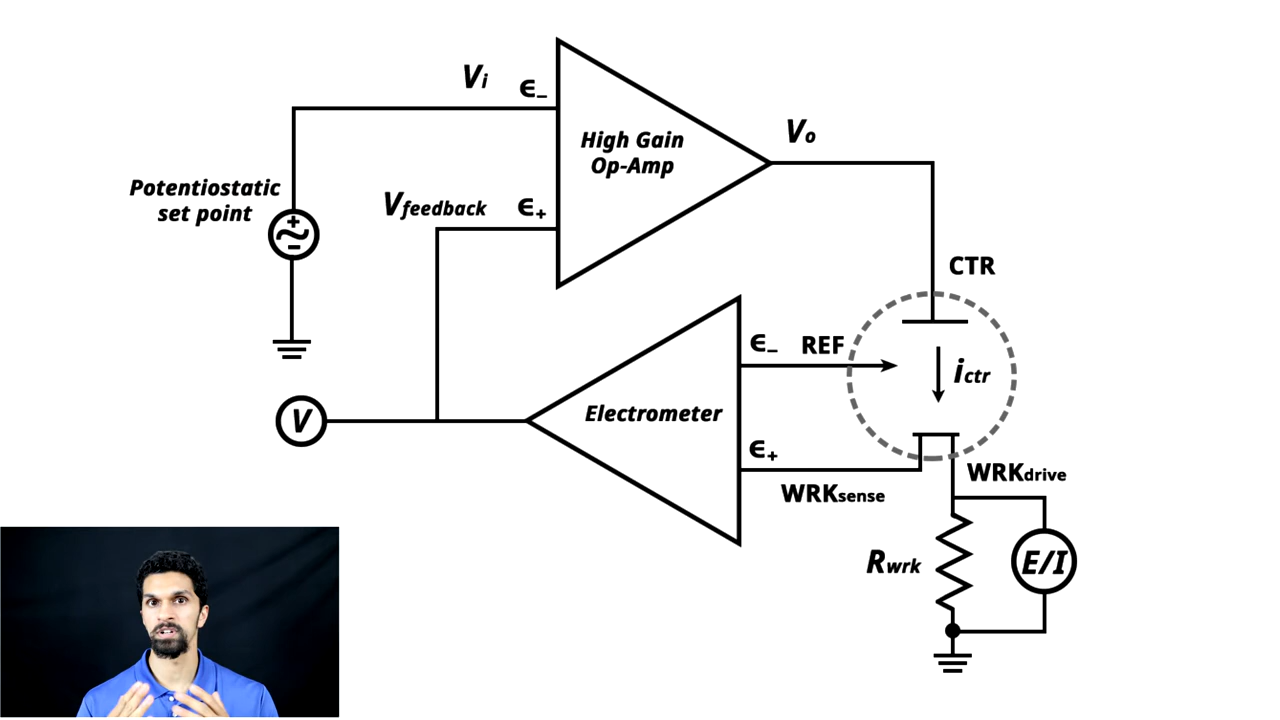 Vi
ϵ–
High Gain
Op-Amp
Vo
Potentiostatic
set point
+
–
Vfeedback
ϵ+
CTR
ϵ–
REF
ictr
V
Electrometer
ϵ+
WRKsense
WRKdrive
Rwrk
E/I